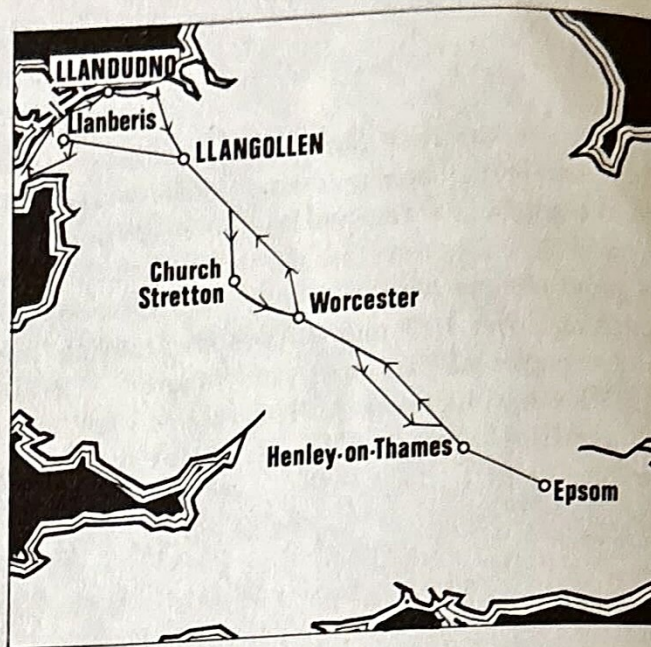 LLANDUDNO
Llanberis
LLANGOLLEN
Church
Stretton
Worcester
Henley-on-Thames
Epsom